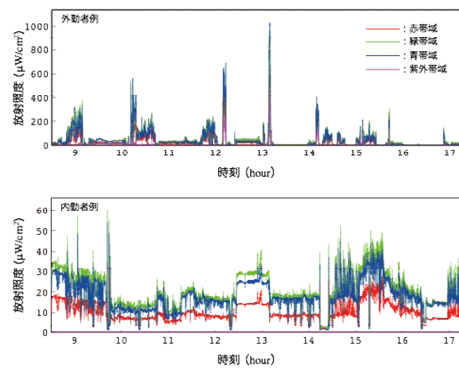 外勤者例
:赤帯域
:緑帯域
:青帯域
:紫外帯域
放射照度 (μW/cm²)
1000
800
600
400
200
0
9 10 11 12 13 14 15 16 17
時刻 (hour)
内勤者例
放射照度 (μW/cm²)
60
50
40
30
20
10
0
9 10 11 12 13 14 15 16 17
時刻 (hour)